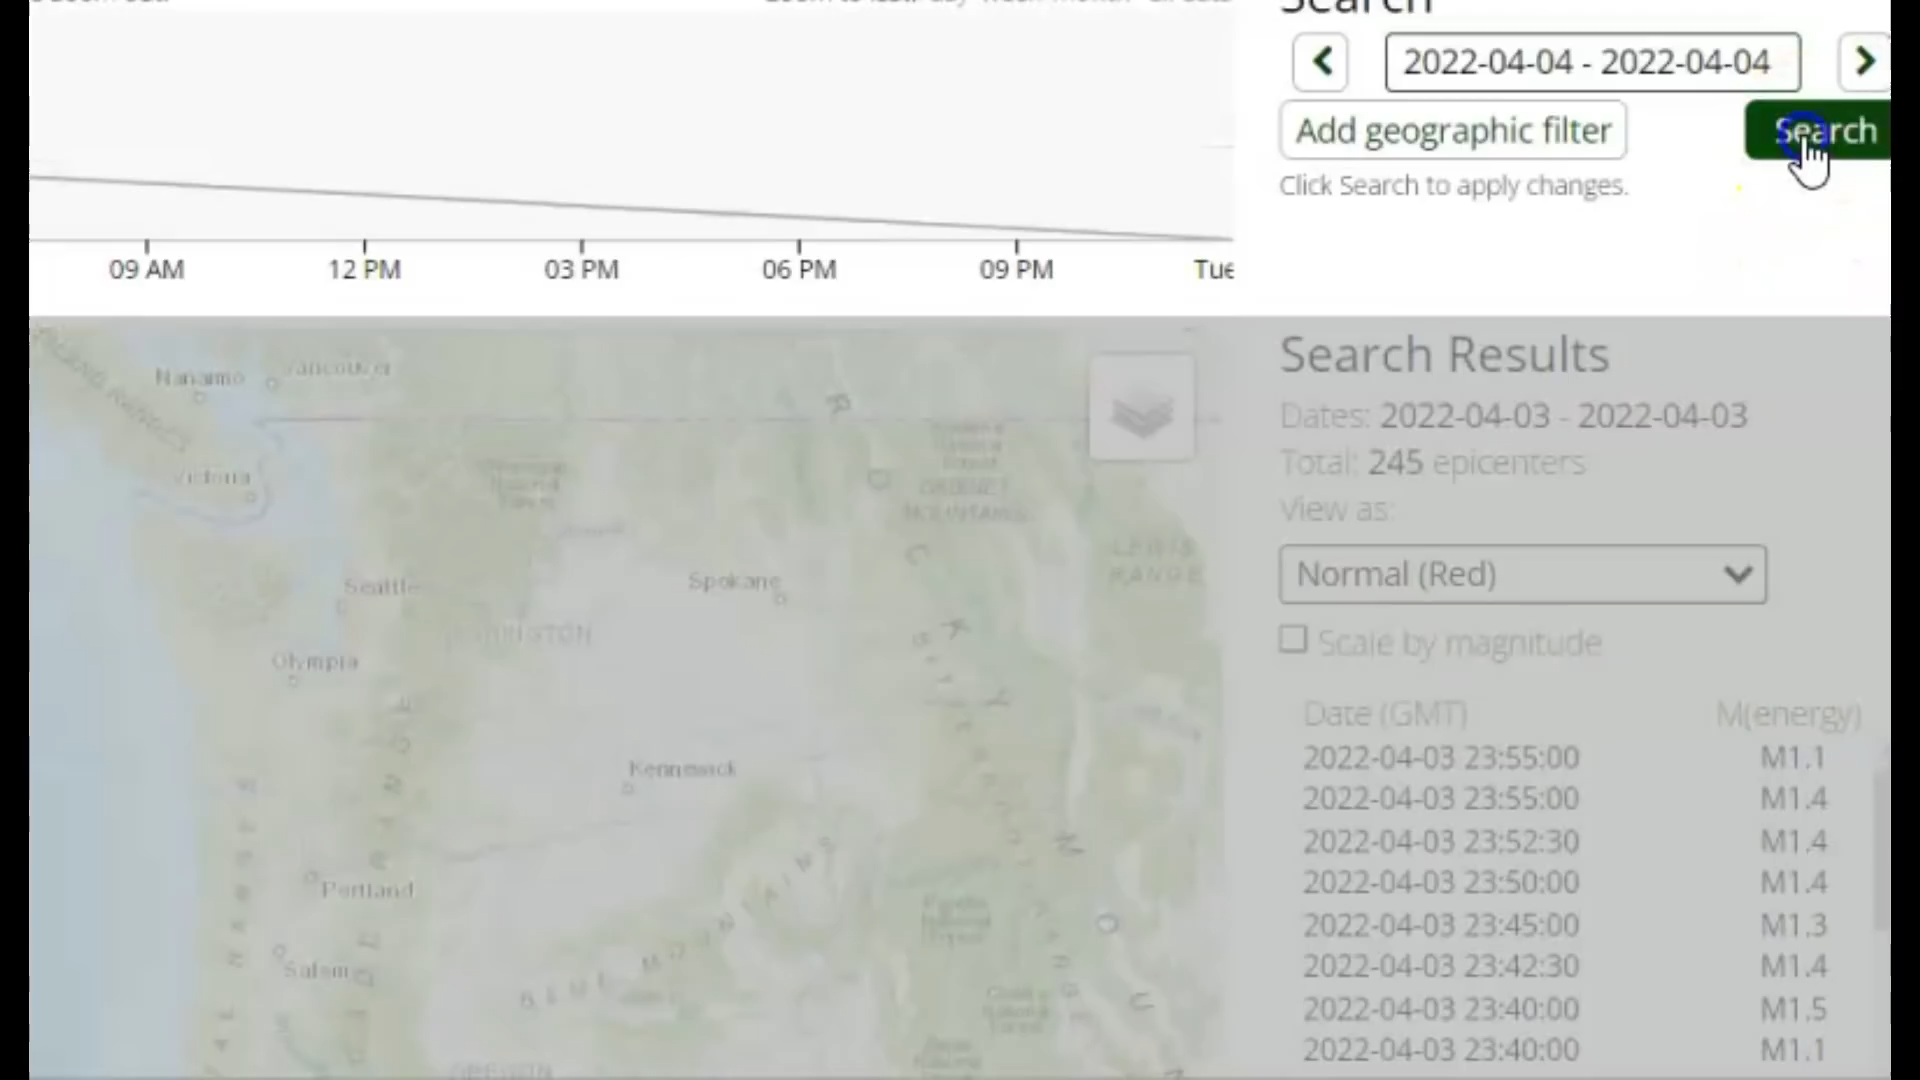 Search
2022-04-04 - 2022-04-04
Add geographic filter
Search
Click Search to apply changes.
09 AM
12 PM
03 PM
06 PM
09 PM
Tue
Nanaimo
Vancouver
Victoria
Seattle
Spokane
Olympia
Kennewick
Portland
Salem
OREGON
Search Results
Dates: 2022-04-03 - 2022-04-03
Total: 245 epicenters
View as:
Normal (Red)
Scale by magnitude
Date (GMT) M(energy)
2022-04-03 23:55:00 M1.1
2022-04-03 23:55:00 M1.4
2022-04-03 23:52:30 M1.4
2022-04-03 23:50:00 M1.4
2022-04-03 23:45:00 M1.3
2022-04-03 23:42:30 M1.4
2022-04-03 23:40:00 M1.5
2022-04-03 23:40:00 M1.1